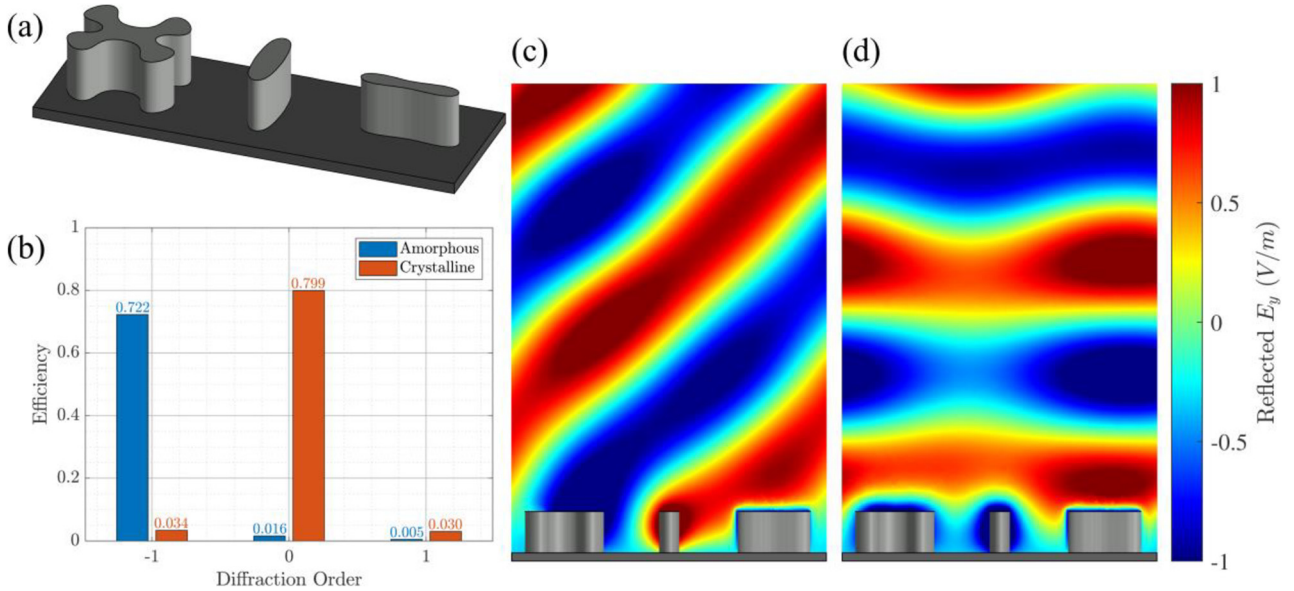 (a)
(b)
1
0.8
0.6
0.4
0.2
0
Efficiency
Amorphous
Crystalline
0.722
0.034
0.016
0.799
0.005
0.030
-1
0
1
Diffraction Order
(c)
(d)
1
0.5
0
-0.5
-1
Reflected E_y (V/m)